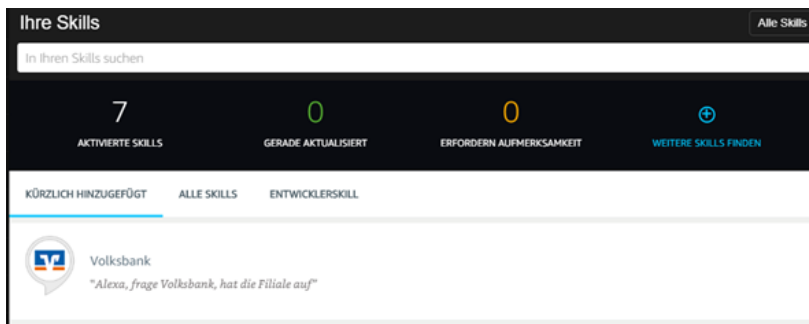 Ihre Skills
Alle Skills
In Ihren Skills suchen
7
0
0
AKTIVIERTE SKILLS
GERADE AKTUALISIERT
ERFORDERN AUFMERKSAMKEIT
WEITERE SKILLS FINDEN
KÜRZLICH HINZUGEFÜGT
ALLE SKILLS
ENTWICKLERSKILL
Volksbank
"Alexa, frage Volksbank, hat die Filiale auf"